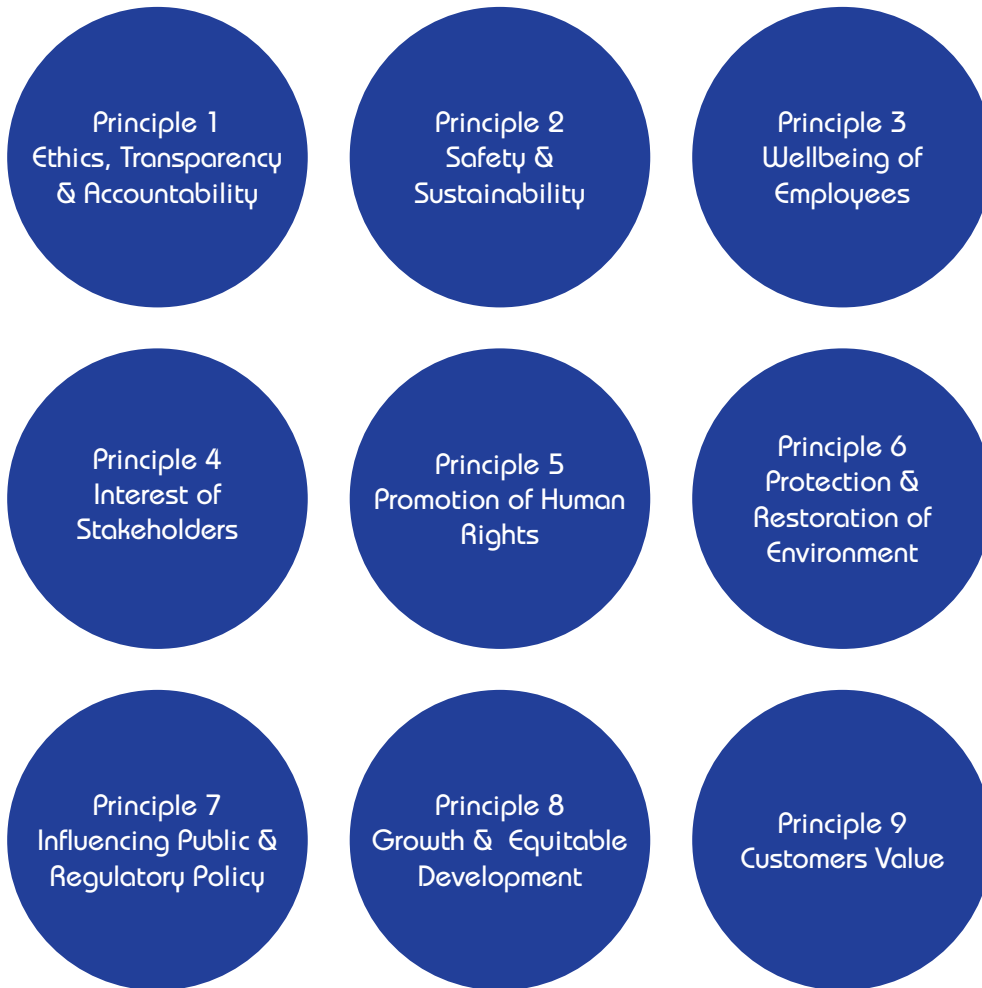 Principle 1
Ethics, Transparency
& Accountability
Principle 2
Safety &
Sustainability
Principle 3
Wellbeing of
Employees
Principle 4
Interest of
Stakeholders
Principle 5
Promotion of Human
Rights
Principle 6
Protection &
Restoration of
Environment
Principle 7
Influencing Public &
Regulatory Policy
Principle 8
Growth & Equitable
Development
Principle 9
Customers Value